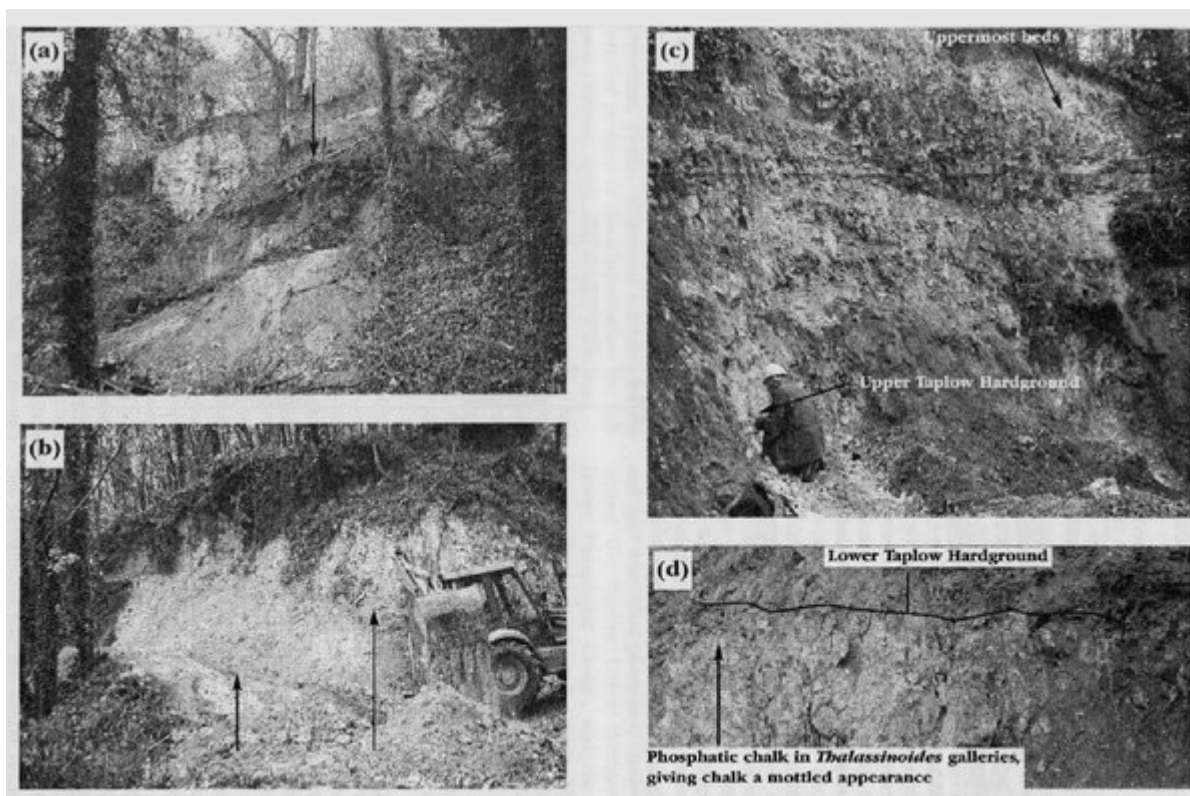 (a)
(b)
(c)
Uppermost beds
Upper Taplow Hardground
(d)
Lower Taplow Hardground
Phosphatic chalk in Thalassinoides galleries,
giving chalk a mottled appearance